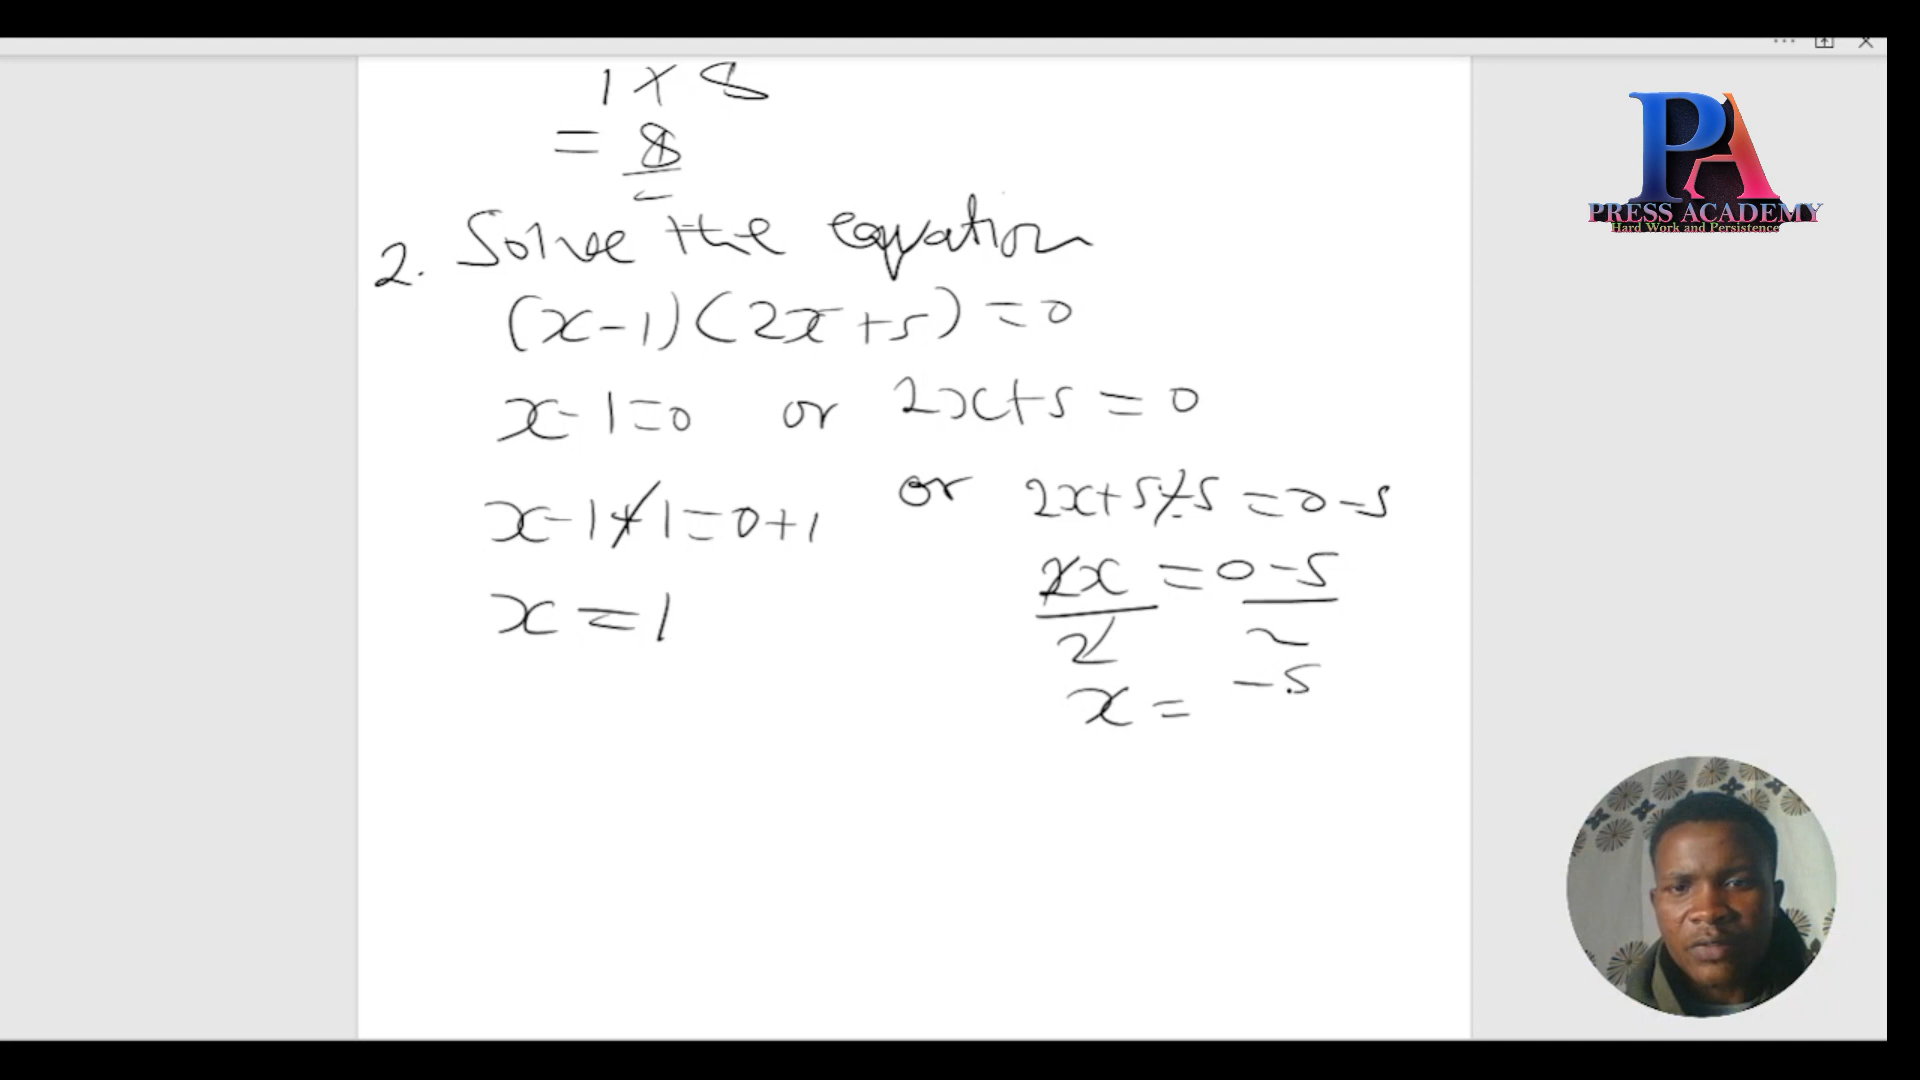 1 x 8
= 8
2. Solve the equation
(x-1)(2x+5)=0
x-1=0 or 2x+5=0
x-1+1=0+1 or 2x+5-5=0-5
2x = 0-5
2 2
x=1
x = -5
PA
PRESS ACADEMY
Hard Work and Persistence